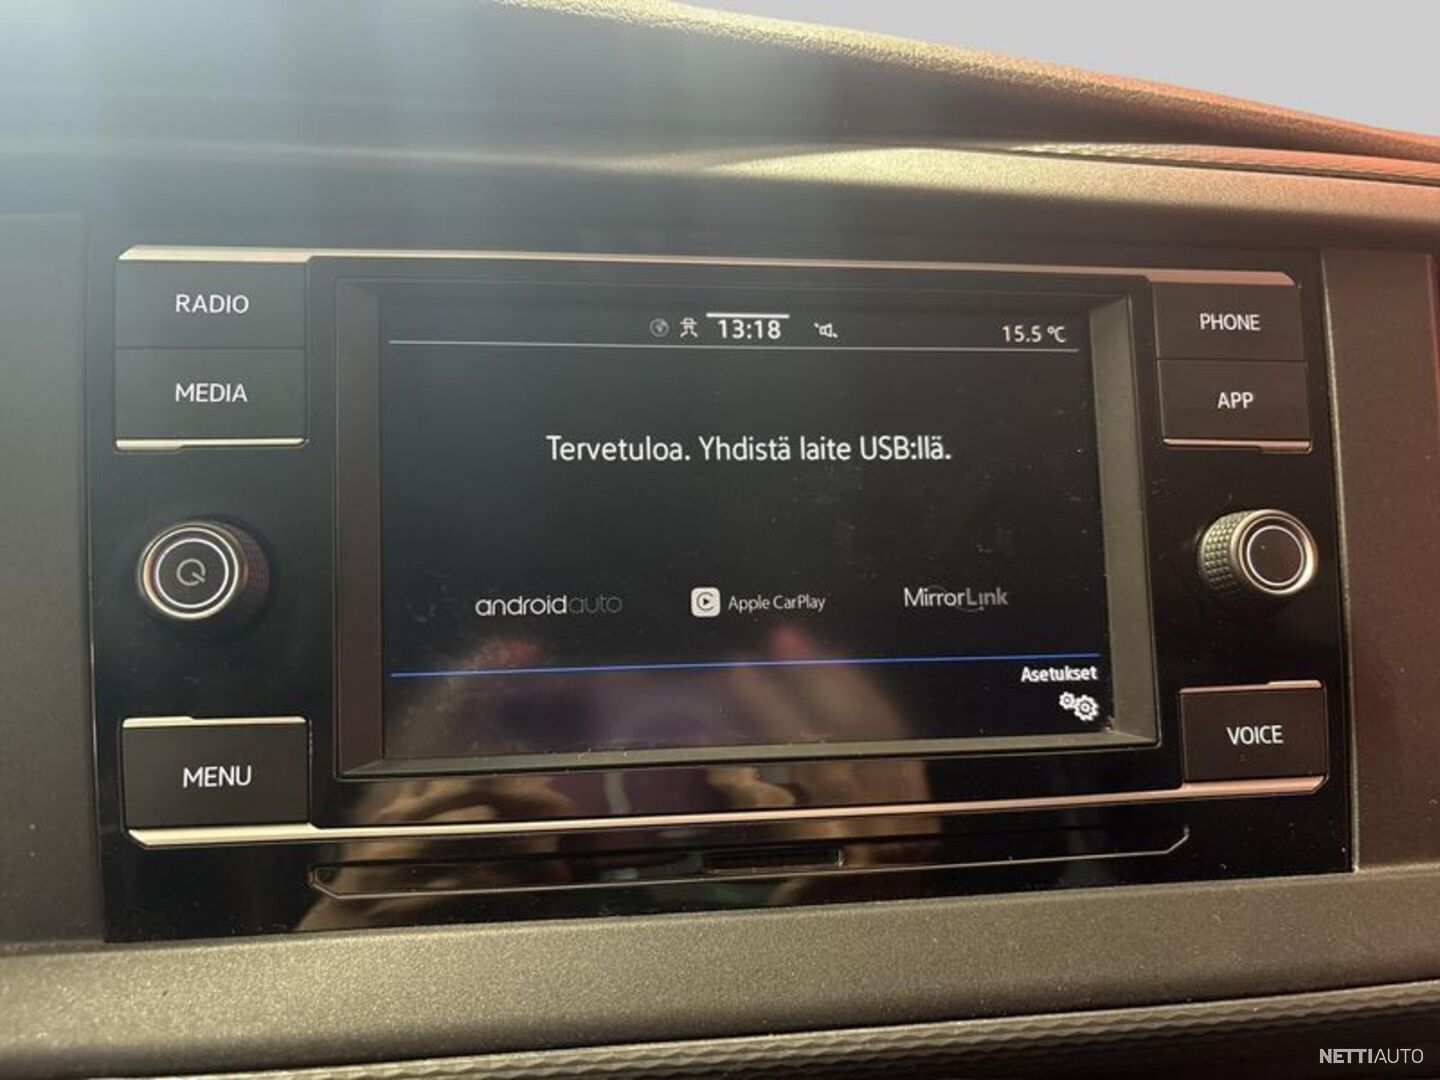 RADIO
MEDIA
MENU
13:18
15.5 °C
Tervetuloa. Yhdistä laite USB:llä.
androidauto
Apple CarPlay
MirrorLink
Asetukset
PHONE
APP
VOICE
NETTIAUTO